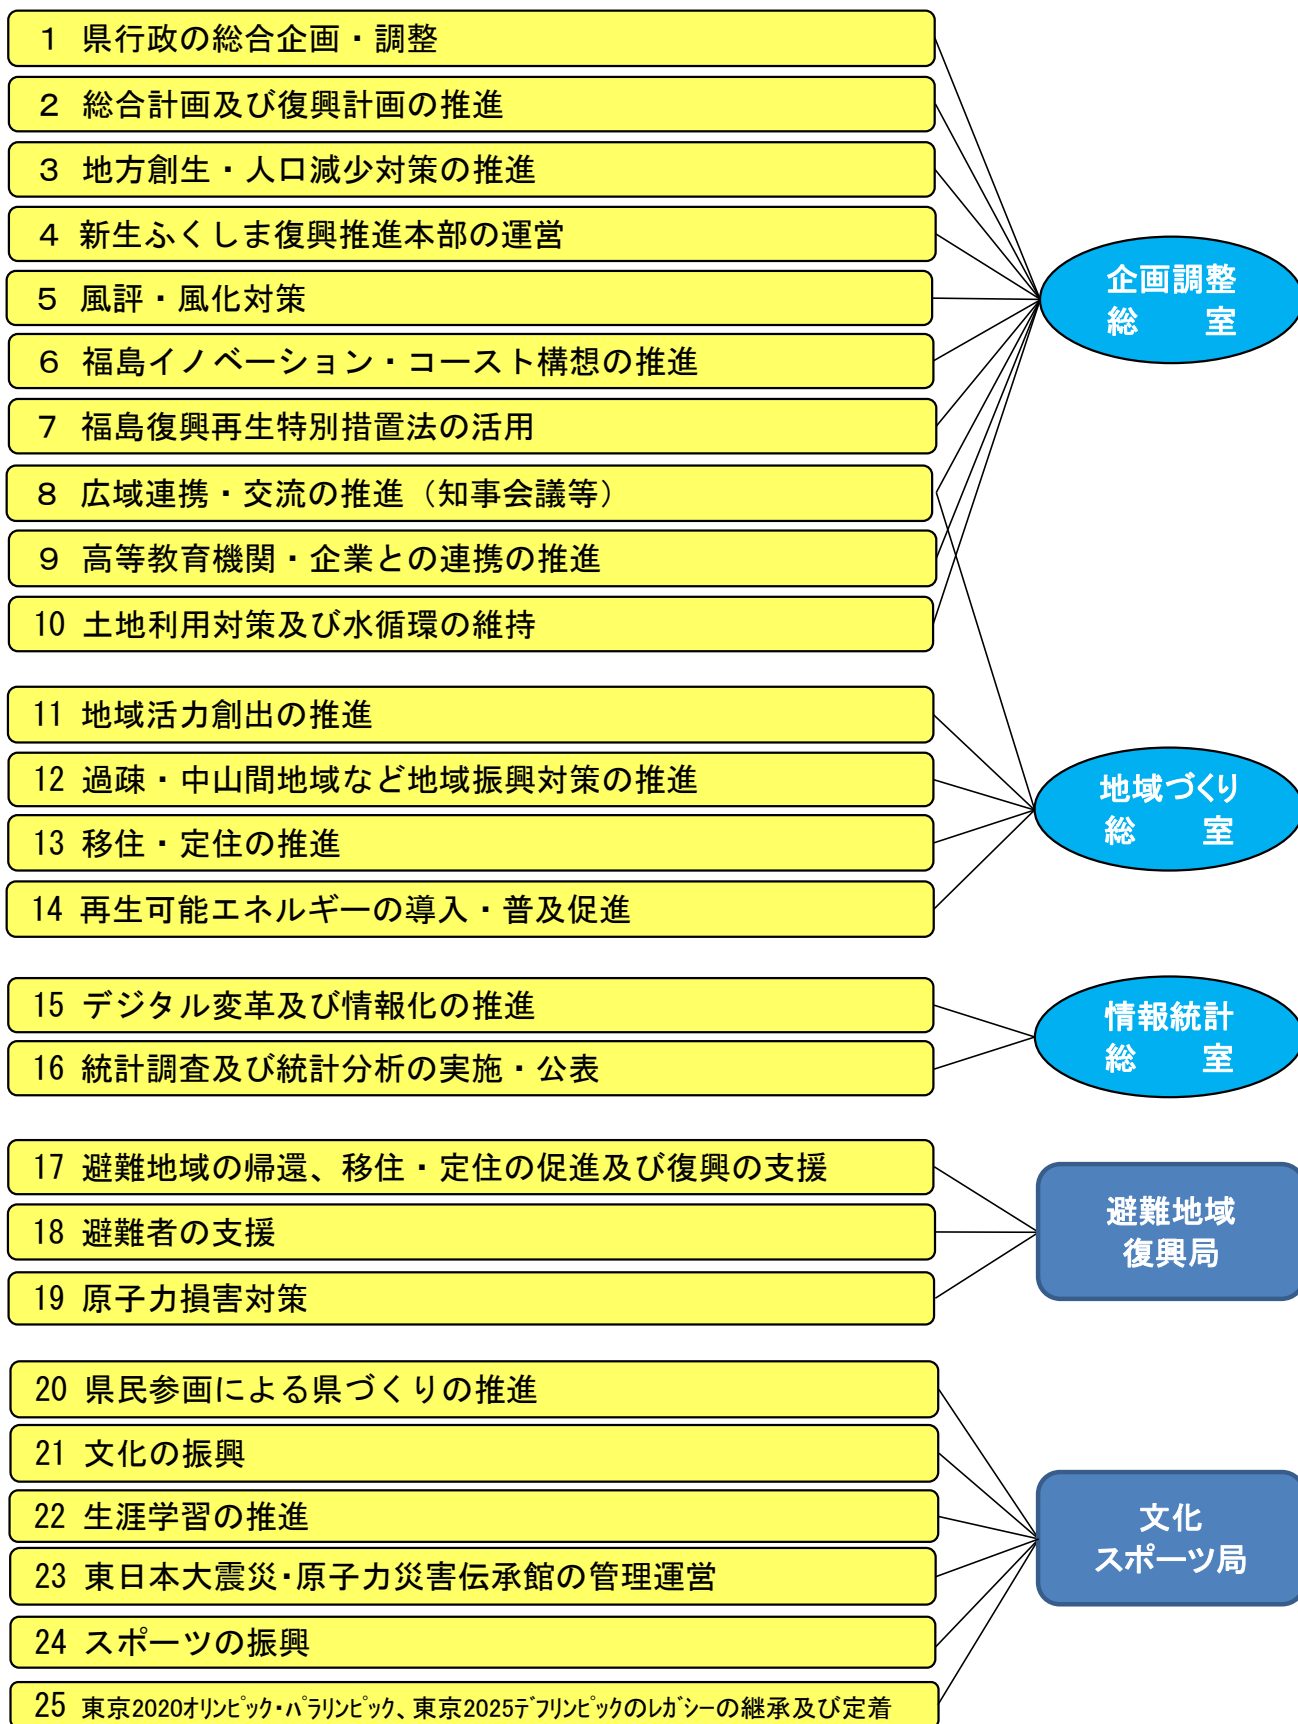 1 県行政の総合企画・調整
2 総合計画及び復興計画の推進
3 地方創生・人口減少対策の推進
4 新生ふくしま復興推進本部の運営
5 風評・風化対策
6 福島イノベーション・コースト構想の推進
7 福島復興再生特別措置法の活用
8 広域連携・交流の推進（知事会議等）
9 高等教育機関・企業との連携の推進
10 土地利用対策及び水循環の維持
企画調整
総　　室
11 地域活力創出の推進
12 過疎・中山間地域など地域振興対策の推進
13 移住・定住の推進
14 再生可能エネルギーの導入・普及促進
地域づくり
総　　室
15 デジタル変革及び情報化の推進
16 統計調査及び統計分析の実施・公表
情報統計
総　　室
17 避難地域の帰還、移住・定住の促進及び復興の支援
18 避難者の支援
19 原子力損害対策
避難地域
復興局
20 県民参画による県づくりの推進
21 文化の振興
22 生涯学習の推進
23 東日本大震災･原子力災害伝承館の管理運営
24 スポーツの振興
25 東京2020ｵﾘﾝﾋﾟｯｸ･ﾊﾟﾗﾘﾝﾋﾟｯｸ、東京2025ﾃﾞﾌﾘﾝﾋﾟｯｸのﾚｶﾞｼｰの継承及び定着
文化
スポーツ局